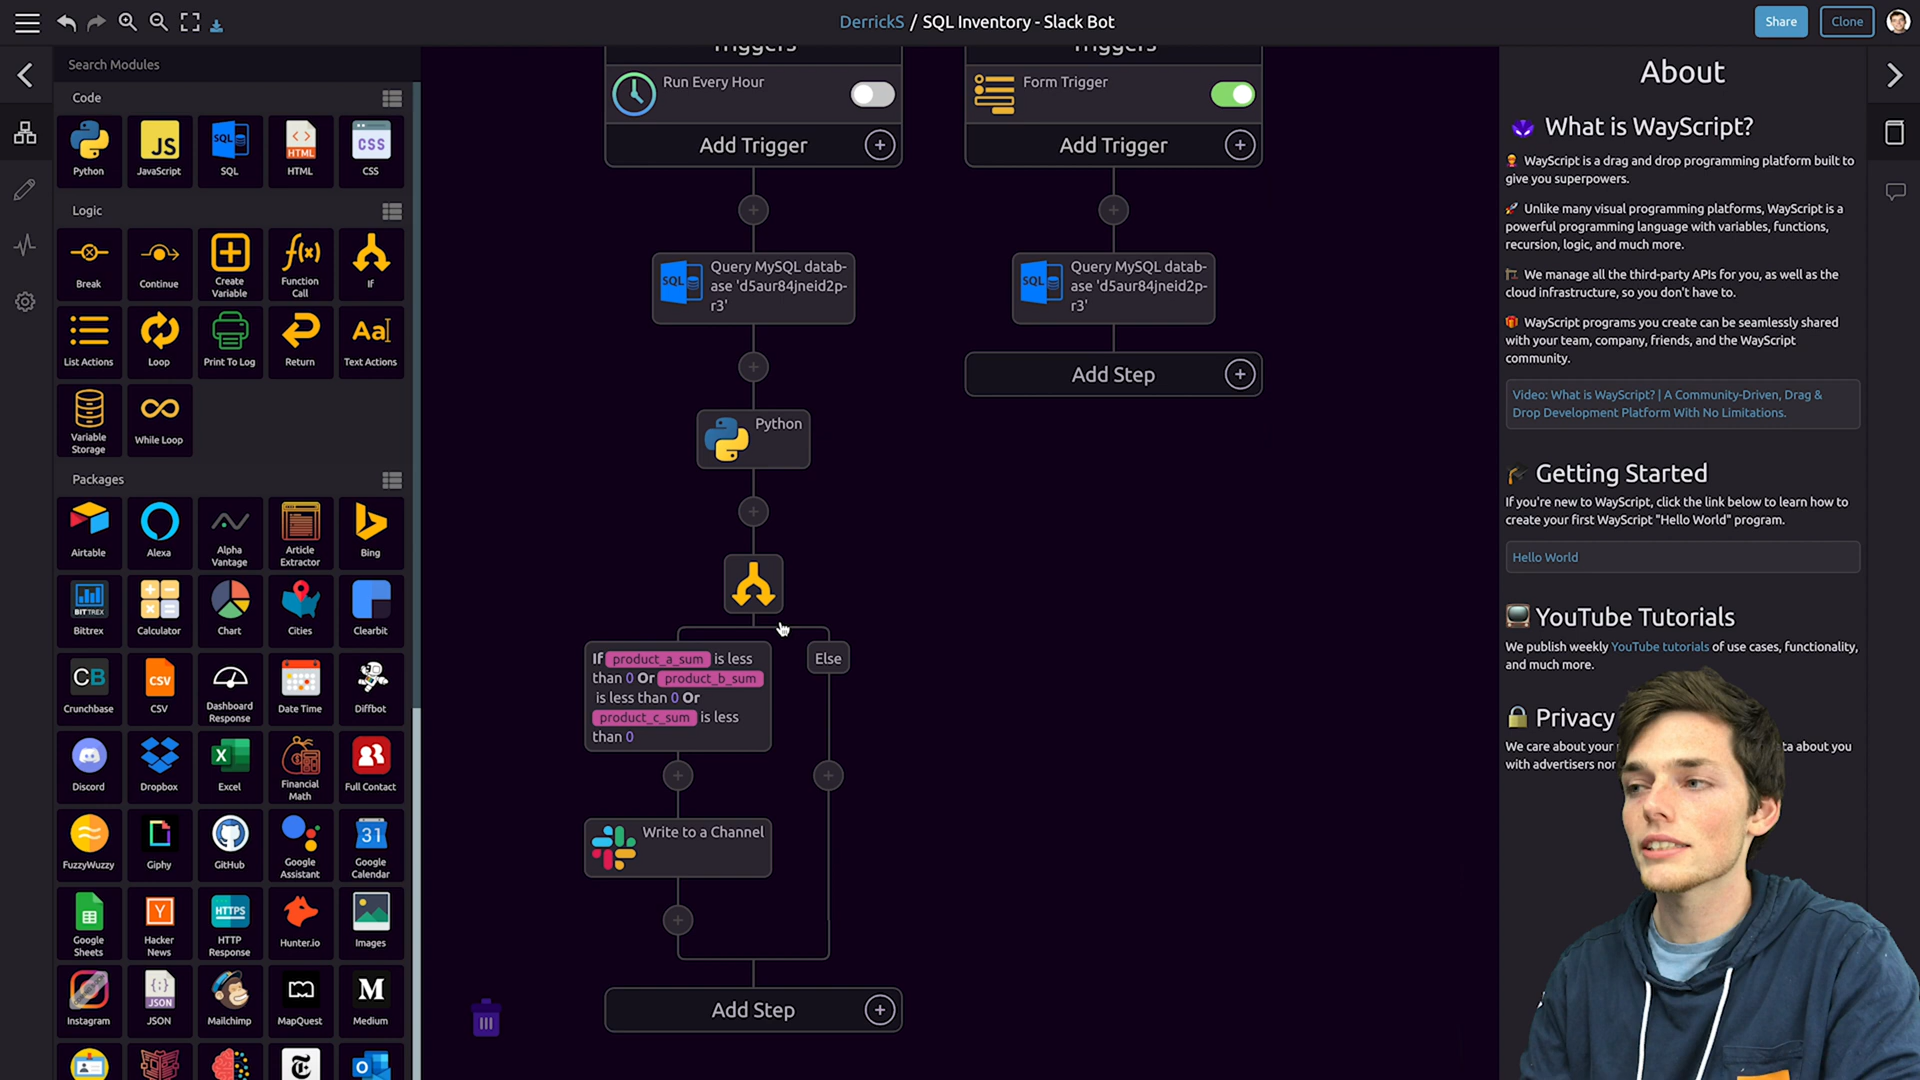 DerrickS / SQL Inventory - Slack Bot
Share
Clone
Search Modules
Code
Python
JavaScript
SQL
HTML
CSS
Logic
Break
Continue
Create
Variable
Function
Call
If
List Actions
Loop
Print To Log
Return
Text Actions
Variable
Storage
While Loop
Packages
Airtable
Alexa
Alpha
Vantage
Article
Extractor
Bing
Bittrex
Calculator
Chart
Cities
Clearbit
Crunchbase
CSV
Dashboard
Response
Date Time
Diffbot
Discord
Dropbox
Excel
Financial
Math
Full Contact
FuzzyWuzzy
Giphy
GitHub
Google
Assistant
Google
Calendar
Google
Sheets
Hacker
News
HTTP
Response
Hunter.io
Images
Instagram
JSON
Mailchimp
MapQuest
Medium
Triggers
Run Every Hour
Add Trigger
Query MySQL datab-
ase 'd5aur84jneid2p-
r3'
Python
If product_a_sum is less
than 0 Or product_b_sum
is less than 0 Or
product_c_sum is less
than 0
Else
Write to a Channel
Add Step
Triggers
Form Trigger
Add Trigger
Query MySQL datab-
ase 'd5aur84jneid2p-
r3'
Add Step
About
What is WayScript?
WayScript is a drag and drop programming platform built to
give you superpowers.
Unlike many visual programming platforms, WayScript is a
powerful programming language with variables, functions,
recursion, logic, and much more.
We manage all the third-party APIs for you, as well as the
cloud infrastructure, so you don't have to.
WayScript programs you create can be seamlessly shared
with your team, company, friends, and the WayScript
community.
Video: What is WayScript? | A Community-Driven, Drag &
Drop Development Platform With No Limitations.
Getting Started
If you're new to WayScript, click the link below to learn how to
create your first WayScript "Hello World" program.
Hello World
YouTube Tutorials
We publish weekly YouTube tutorials of use cases, functionality,
and much more.
Privacy
We care about your about you
with advertisers